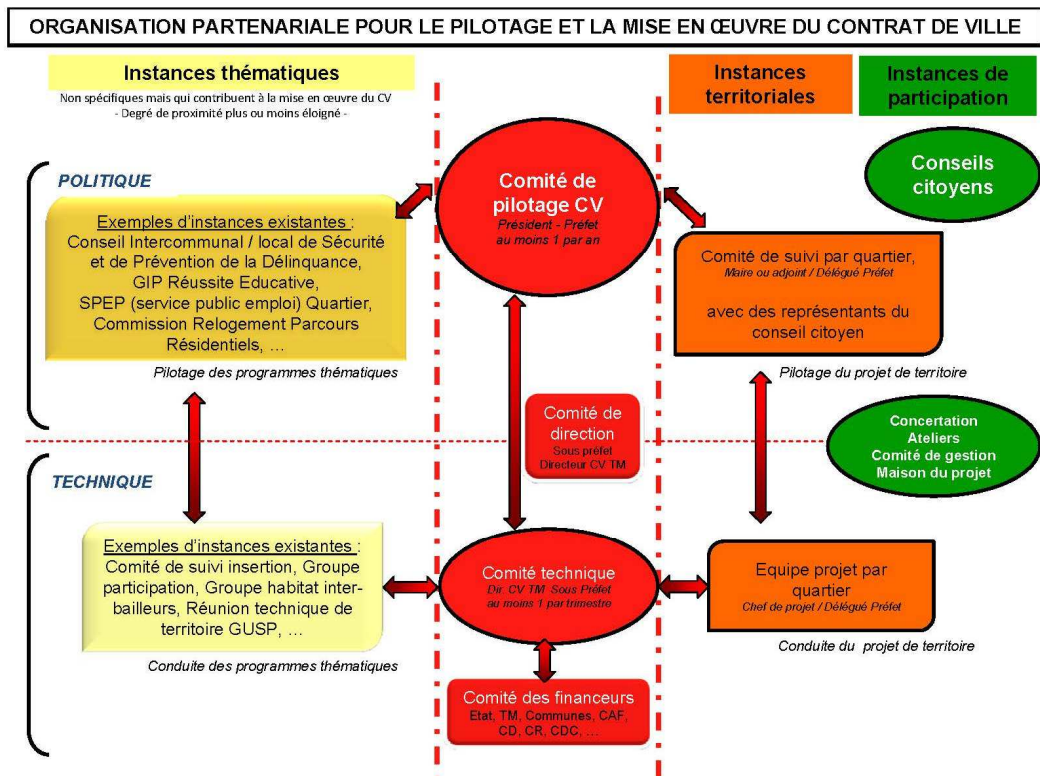 ORGANISATION PARTENARIALE POUR LE PILOTAGE ET LA MISE EN ŒUVRE DU CONTRAT DE VILLE
Instances thématiques
Non spécifiques mais qui contribuent à la mise en œuvre du CV
- Degré de proximité plus ou moins éloigné -
Instances
territoriales
Instances de
participation
POLITIQUE
Exemples d'instances existantes :
Conseil Intercommunal / local de Sécurité
et de Prévention de la Délinquance,
GIP Réussite Educative,
SPEP (service public emploi) Quartier,
Commission Relogement Parcours
Résidentiels, …
Pilotage des programmes thématiques
Comité de
pilotage CV
Président - Préfet
au moins 1 par an
Conseils
citoyens
Comité de suivi par quartier,
Maire ou adjoint / Délégué Préfet
avec des représentants du
conseil citoyen
Pilotage du projet de territoire
Comité de
direction
Sous préfet
Directeur CV TM
Concertation
Ateliers
Comité de gestion
Maison du projet
TECHNIQUE
Exemples d'instances existantes :
Comité de suivi insertion, Groupe
participation, Groupe habitat inter-
bailleurs, Réunion technique de
territoire GUSP, …
Conduite des programmes thématiques
Comité technique
Dir. CV TM Sous Préfet
au moins 1 par trimestre
Equipe projet par
quartier
Chef de projet / Délégué Préfet
Conduite du projet de territoire
Comité des financeurs
Etat, TM, Communes, CAF,
CD, CR, CDC, …